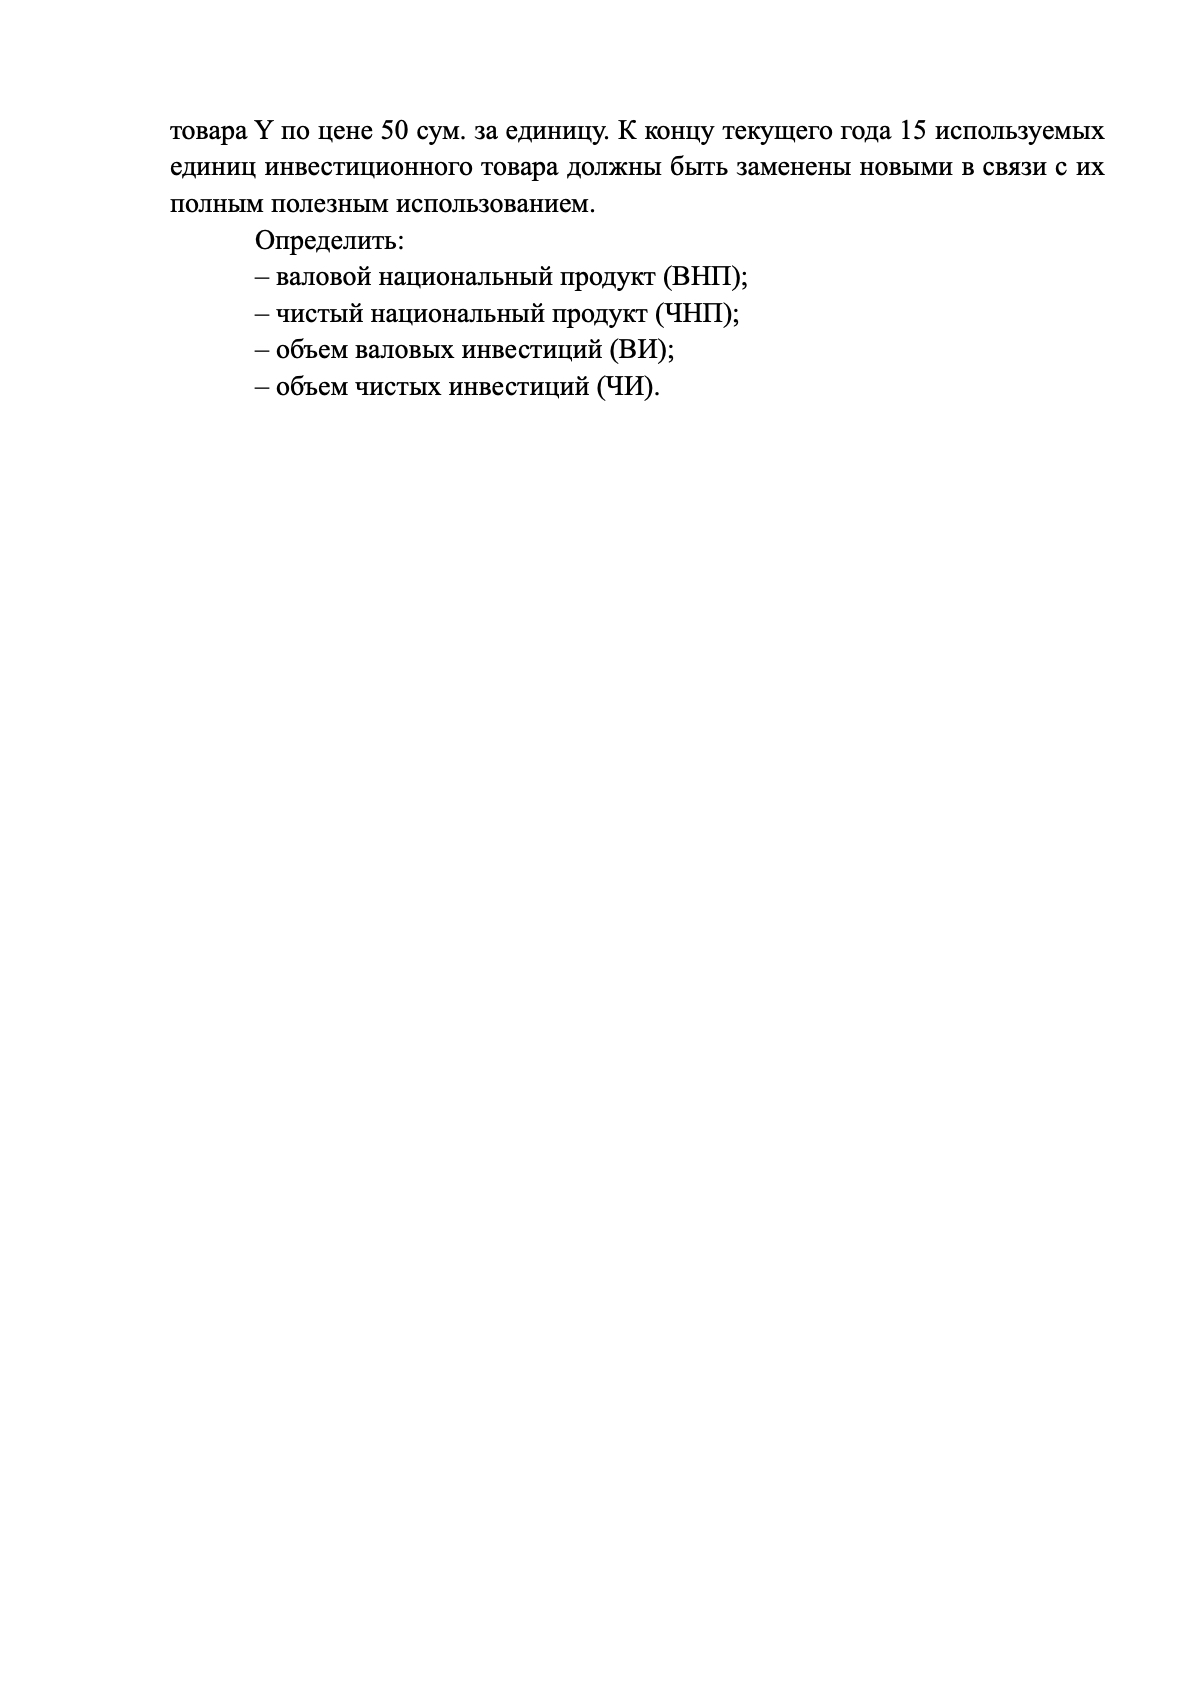 товара Y по цене 50 сум. за единицу. К концу текущего года 15 используемых
единиц инвестиционного товара должны быть заменены новыми в связи с их
полным полезным использованием.
Определить:
– валовой национальный продукт (ВНП);
– чистый национальный продукт (ЧНП);
– объем валовых инвестиций (ВИ);
– объем чистых инвестиций (ЧИ).